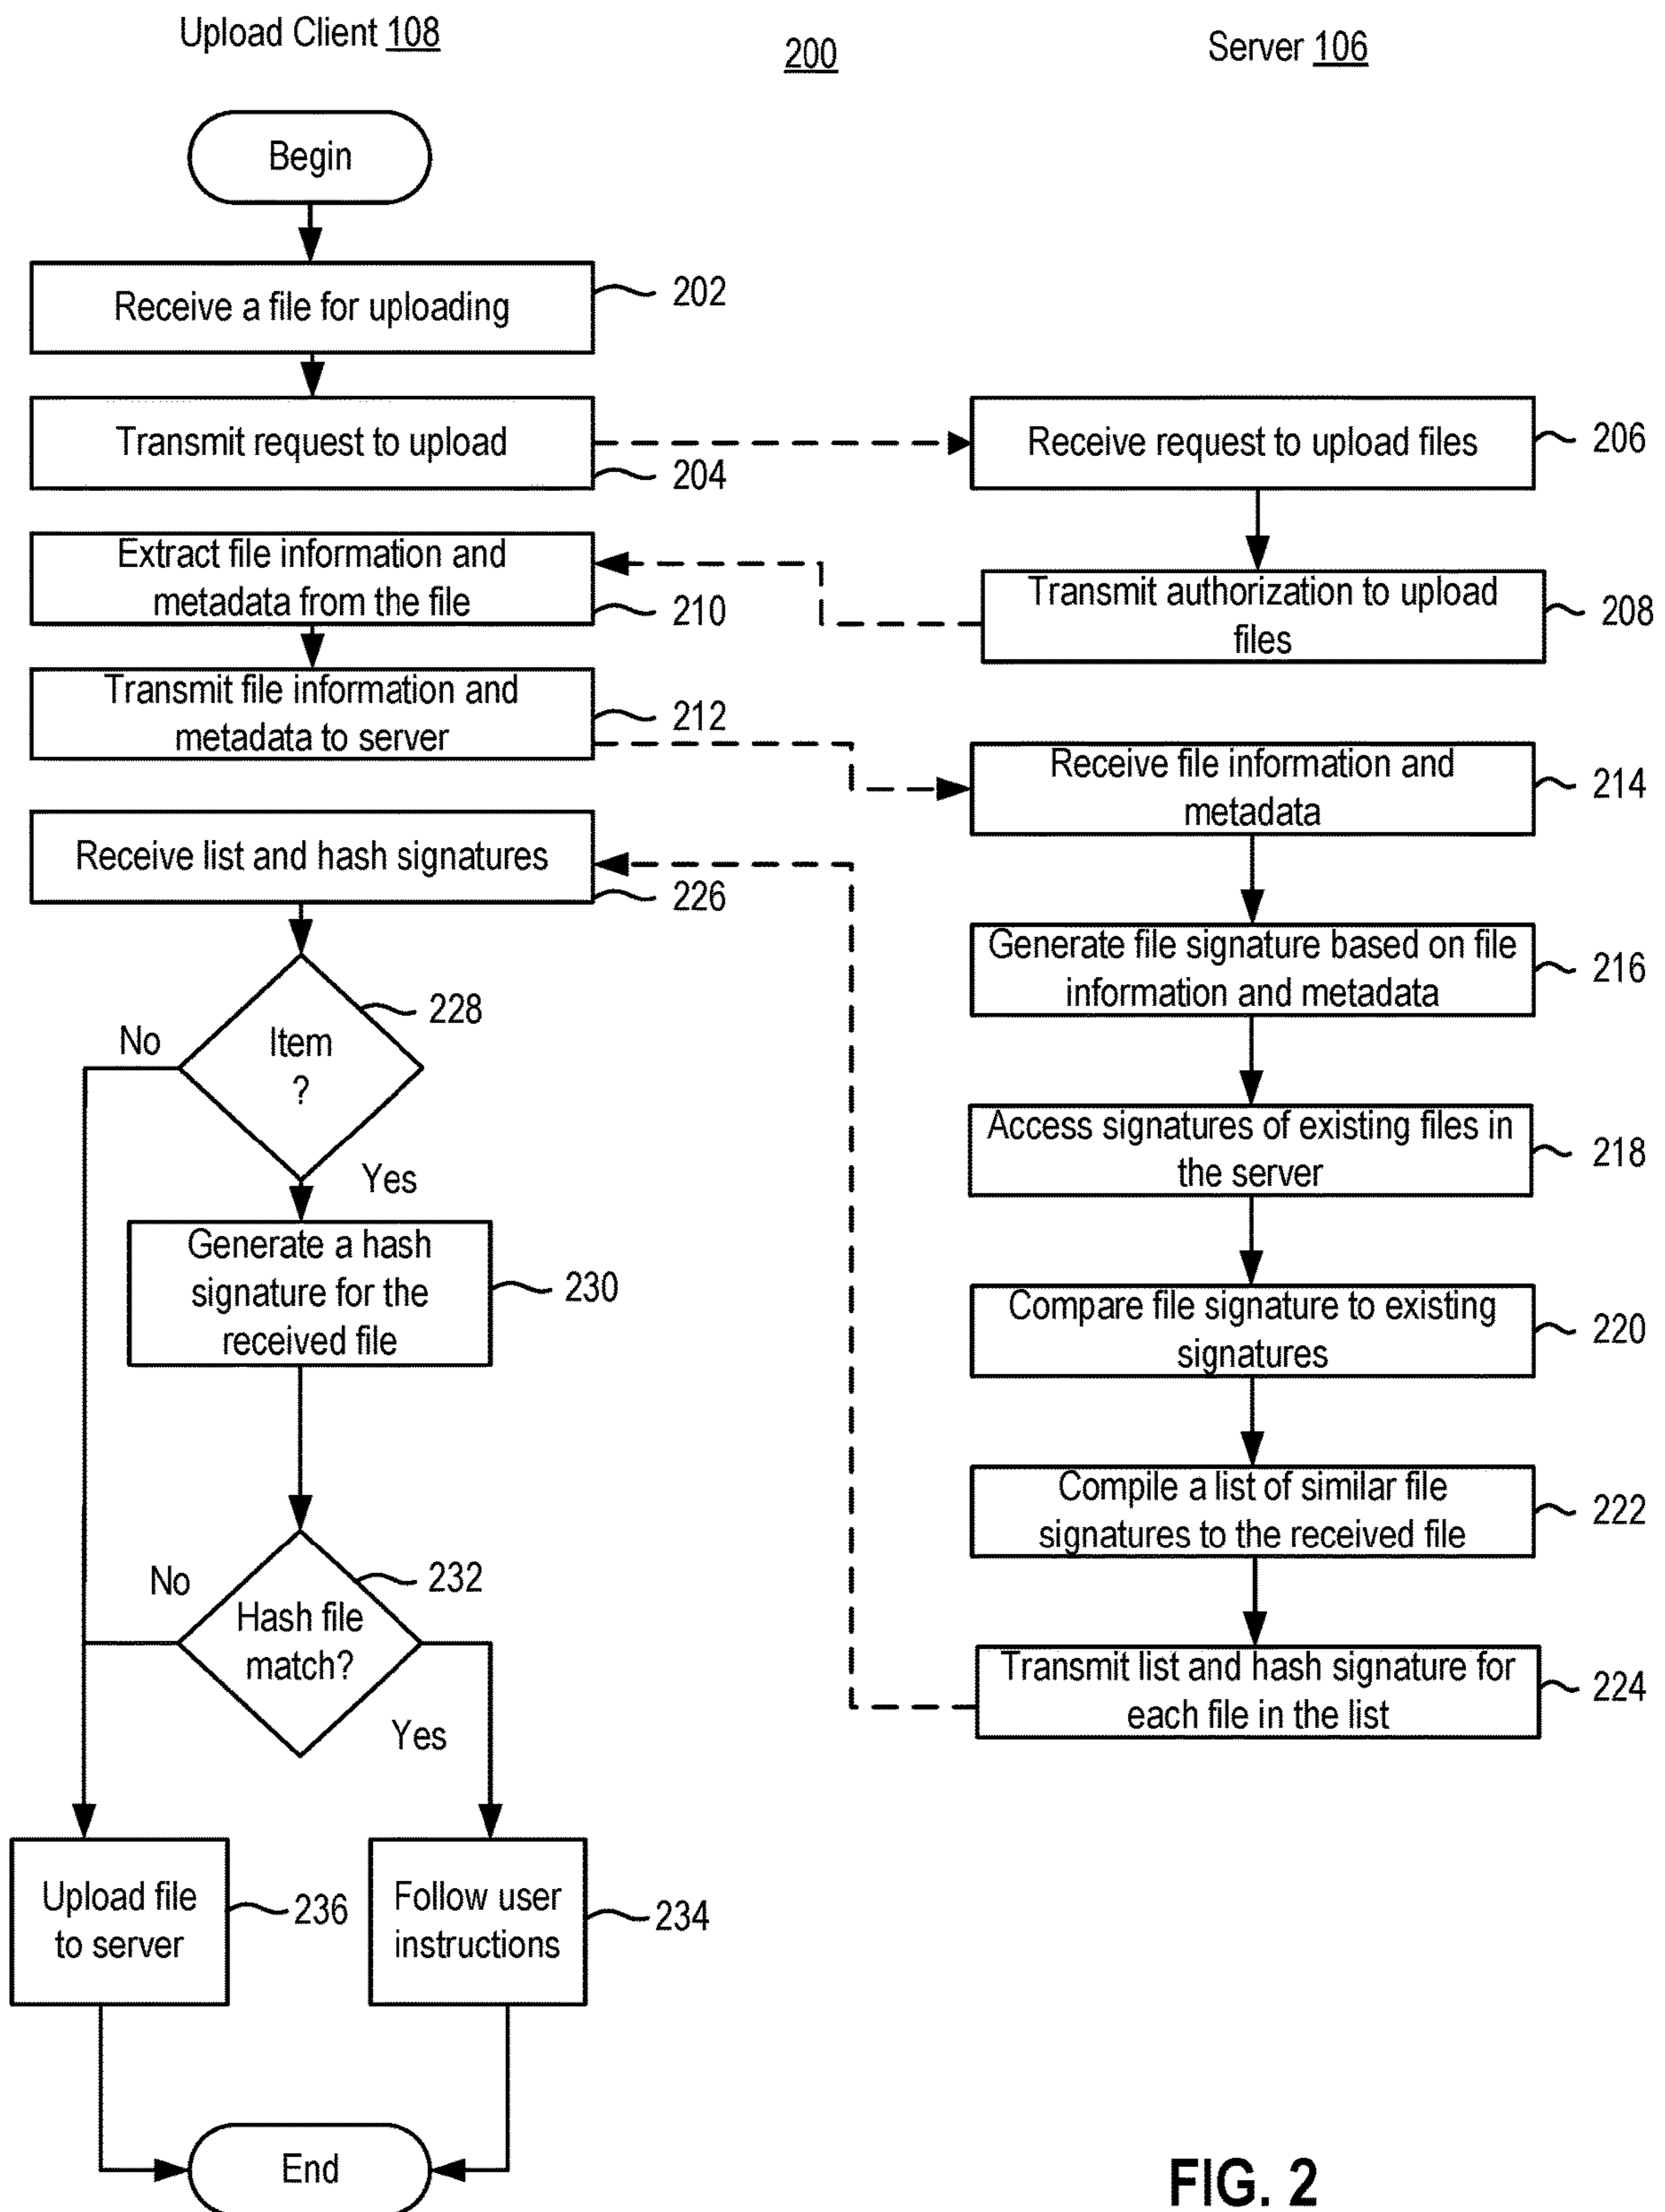 Upload Client 108
200
Server 106
Begin
Receive a file for uploading
202
Transmit request to upload
204
Receive request to upload files
206
Extract file information and
metadata from the file
210
Transmit authorization to upload
files
208
Transmit file information and
metadata to server
212
Receive file information and
metadata
214
Receive list and hash signatures
226
Generate file signature based on file
information and metadata
216
228
No
Item
?
Yes
Access signatures of existing files in
the server
218
Generate a hash
signature for the
received file
230
Compare file signature to existing
signatures
220
Compile a list of similar file
signatures to the received file
222
No
232
Hash file
match?
Yes
Transmit list and hash signature for
each file in the list
224
Upload file
to server
236
Follow user
instructions
234
End
FIG. 2